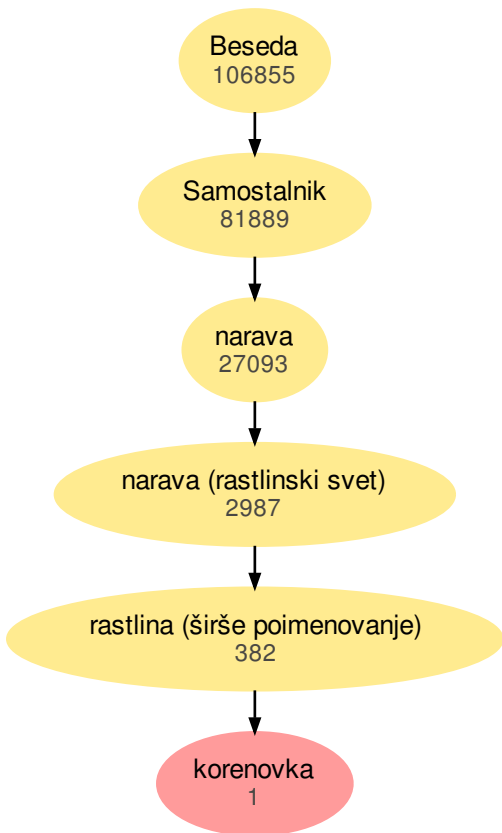 Beseda
106855
Samostalnik
81889
narava
27093
narava (rastlinski svet)
2987
rastlina (širše poimenovanje)
382
korenovka
1